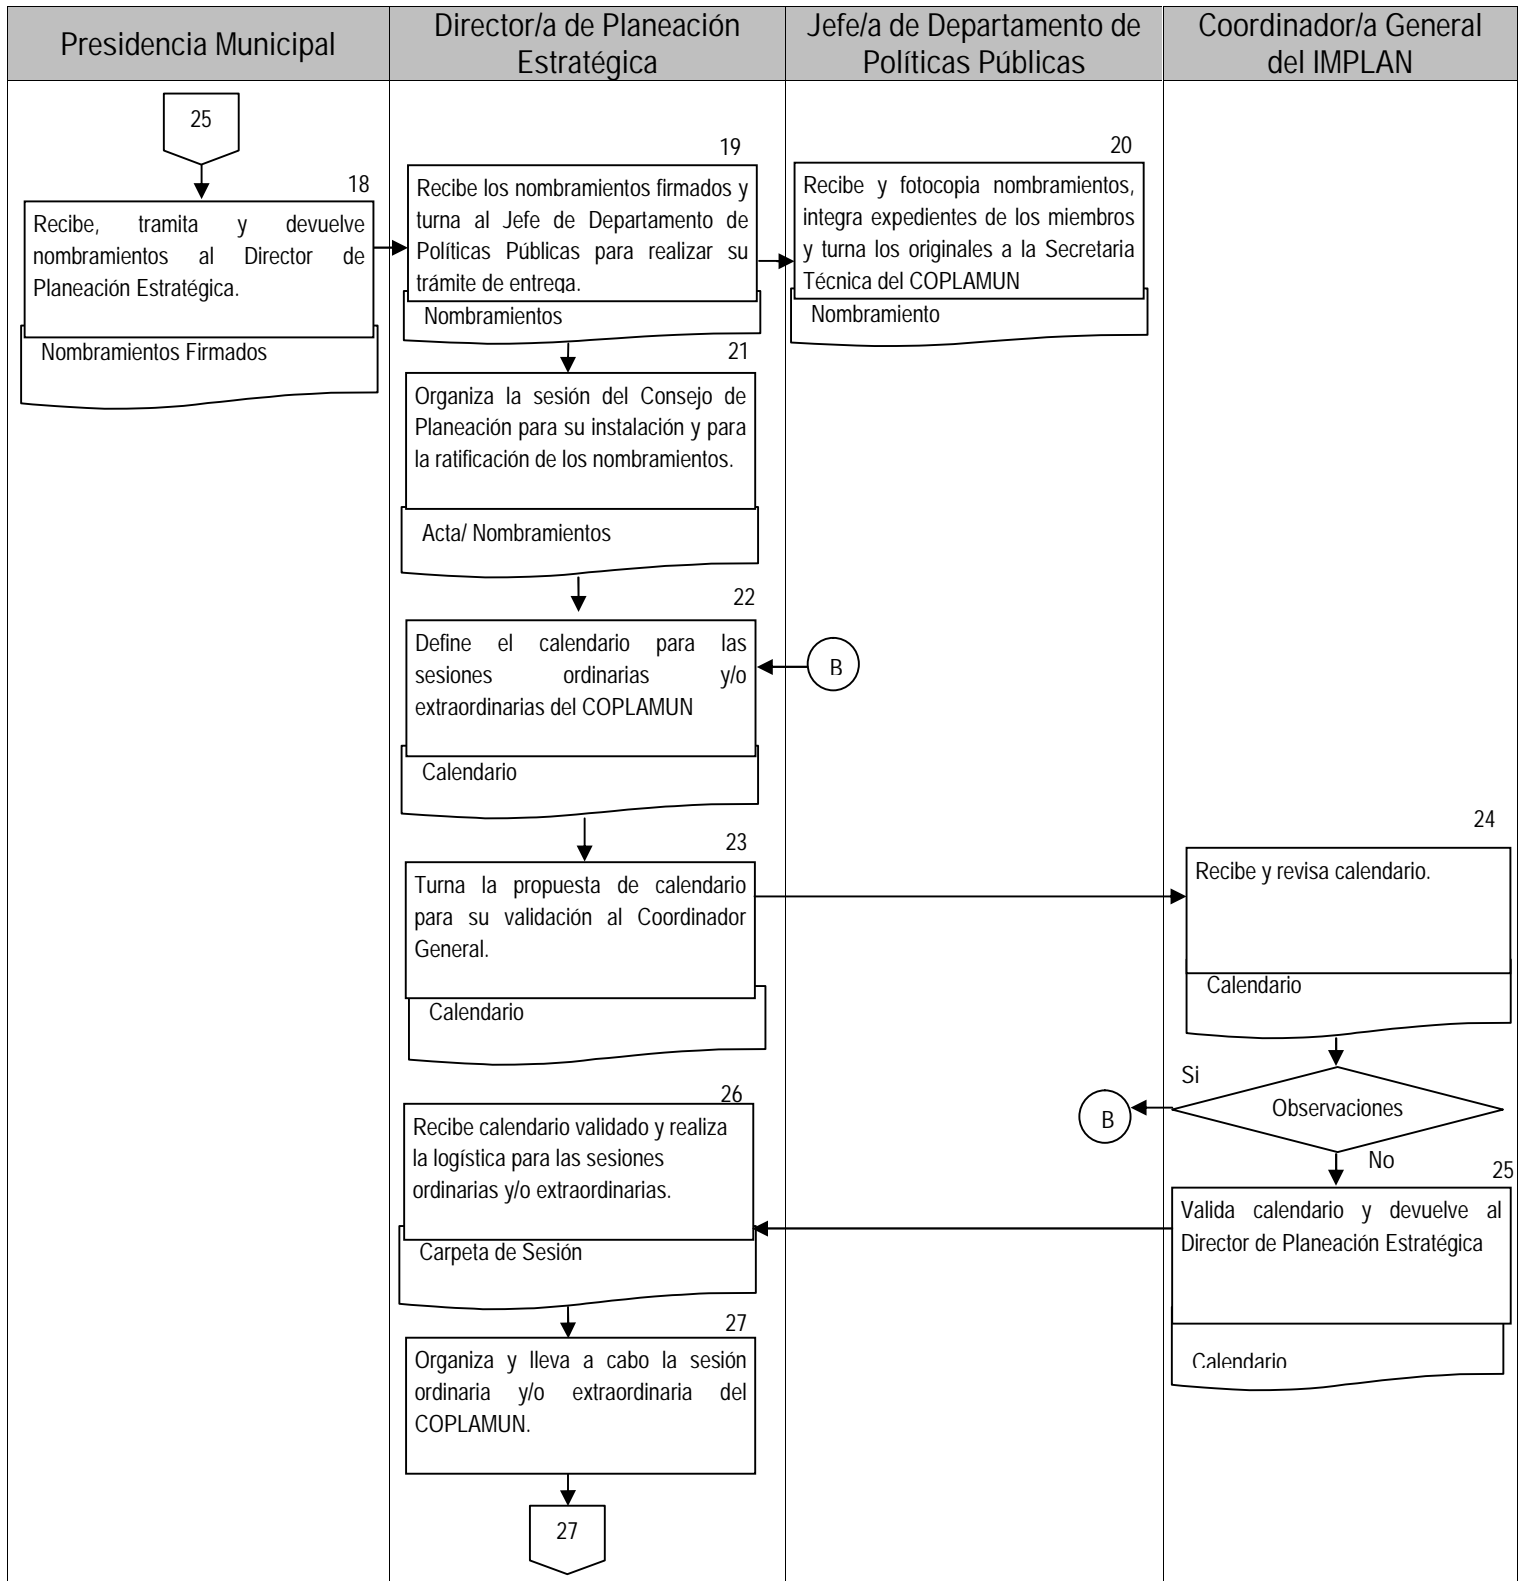 Presidencia Municipal
Director/a de Planeación
Estratégica
Jefe/a de Departamento de
Políticas Públicas
Coordinador/a General
del IMPLAN
25
18
Recibe, tramita y devuelve
nombramientos al Director de
Planeación Estratégica.
Nombramientos Firmados
19
Recibe los nombramientos firmados y
turna al Jefe de Departamento de
Políticas Públicas para realizar su
trámite de entrega.
Nombramientos
20
Recibe y fotocopia nombramientos,
integra expedientes de los miembros
y turna los originales a la Secretaria
Técnica del COPLAMUN
Nombramiento
21
Organiza la sesión del Consejo de
Planeación para su instalación y para
la ratificación de los nombramientos.
Acta/ Nombramientos
22
Define el calendario para las
sesiones ordinarias y/o
extraordinarias del COPLAMUN
Calendario
B
23
Turna la propuesta de calendario
para su validación al Coordinador
General.
Calendario
24
Recibe y revisa calendario.
Calendario
Si
Observaciones
B
No
25
Valida calendario y devuelve al
Director de Planeación Estratégica
Calendario
26
Recibe calendario validado y realiza
la logística para las sesiones
ordinarias y/o extraordinarias.
Carpeta de Sesión
27
Organiza y lleva a cabo la sesión
ordinaria y/o extraordinaria del
COPLAMUN.
27